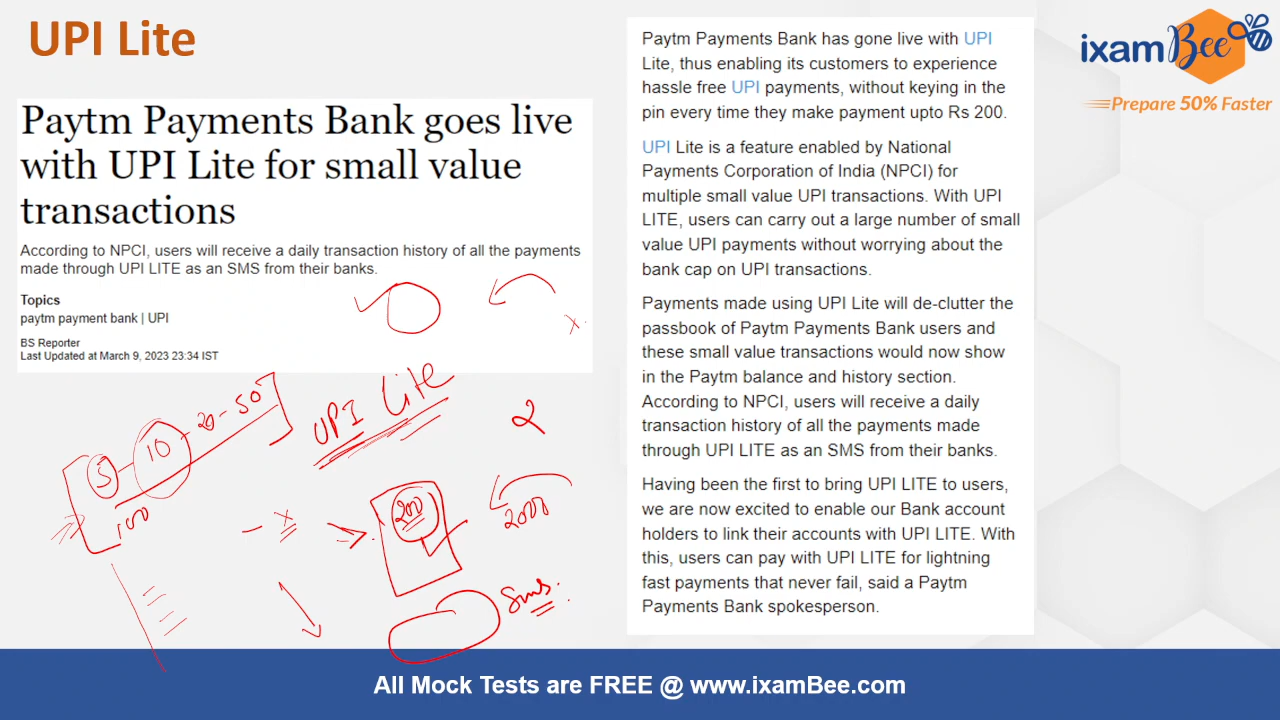 UPI Lite
ixamBee
Prepare 50% Faster
Paytm Payments Bank goes live
with UPI Lite for small value
transactions
According to NPCI, users will receive a daily transaction history of all the payments
made through UPI LITE as an SMS from their banks.
Topics
paytm payment bank | UPI
BS Reporter
Last Updated at March 9, 2023 23:34 IST
5 - 10 - 20 - 50
100
UPI Lite
2
200
2000
SMS
Paytm Payments Bank has gone live with UPI
Lite, thus enabling its customers to experience
hassle free UPI payments, without keying in the
pin every time they make payment upto Rs 200.
UPI Lite is a feature enabled by National
Payments Corporation of India (NPCI) for
multiple small value UPI transactions. With UPI
LITE, users can carry out a large number of small
value UPI payments without worrying about the
bank cap on UPI transactions.
Payments made using UPI Lite will de-clutter the
passbook of Paytm Payments Bank users and
these small value transactions would now show
in the Paytm balance and history section.
According to NPCI, users will receive a daily
transaction history of all the payments made
through UPI LITE as an SMS from their banks.
Having been the first to bring UPI LITE to users,
we are now excited to enable our Bank account
holders to link their accounts with UPI LITE. With
this, users can pay with UPI LITE for lightning
fast payments that never fail, said a Paytm
Payments Bank spokesperson.
All Mock Tests are FREE @ www.ixamBee.com